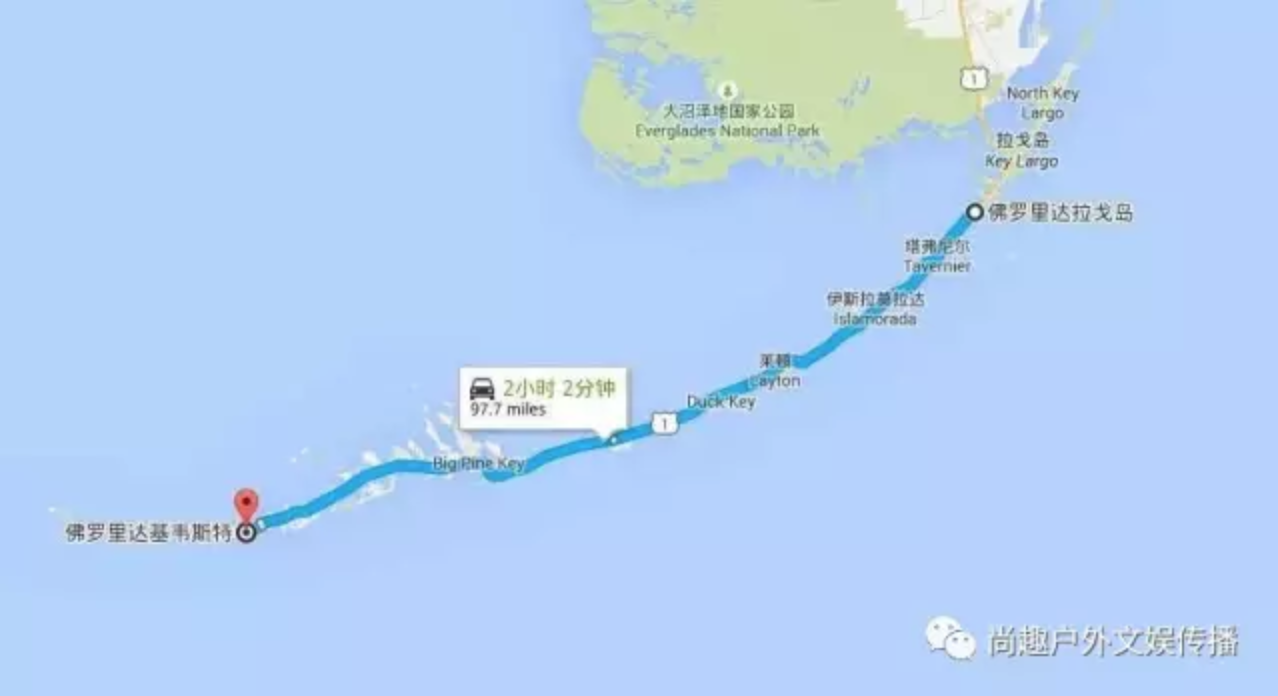 大沼泽地国家公园
Everglades National Park
1
North Key
Largo
拉戈岛
Key Largo
佛罗里达拉戈岛
塔弗尼尔
Tavernier
伊斯拉莫拉达
Islamorada
莱顿
Layton
2小时 2分钟
97.7 miles
Duck Key
1
Big Pine Key
佛罗里达基韦斯特
尚趣户外文娱传播